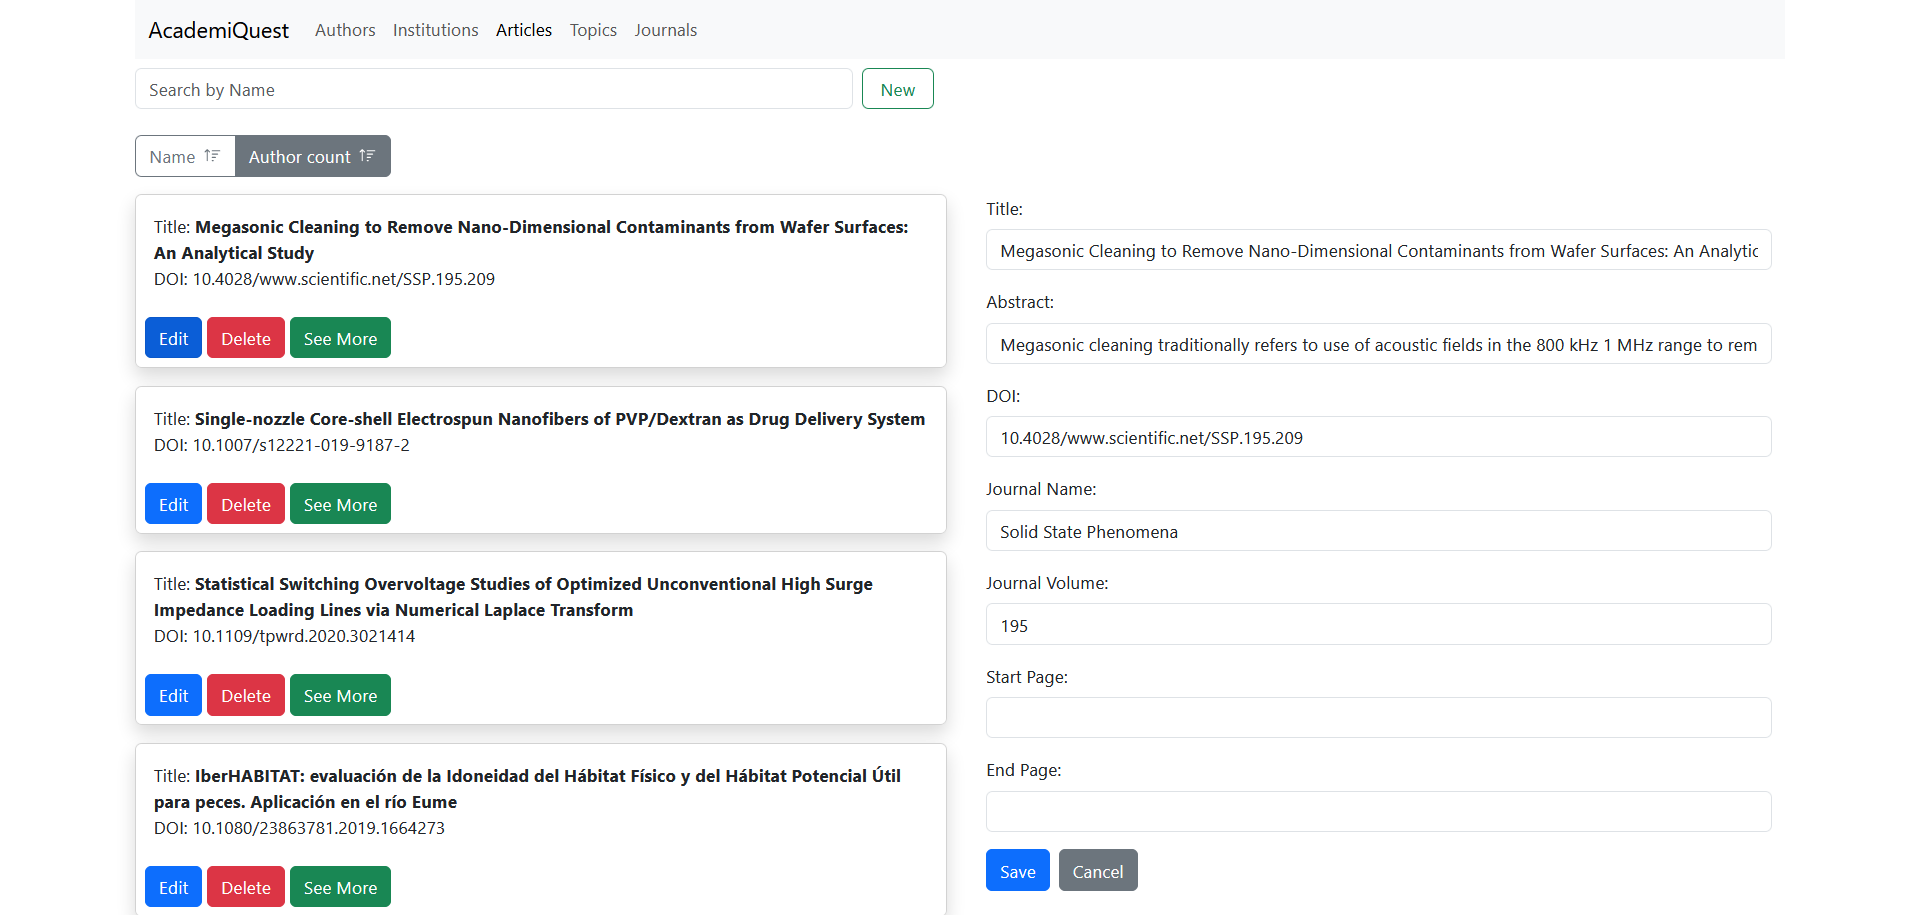 AcademiQuest Authors Institutions Articles Topics Journals
Search by Name New
Name Author count
Title: Megasonic Cleaning to Remove Nano-Dimensional Contaminants from Wafer Surfaces:
An Analytical Study
DOI: 10.4028/www.scientific.net/SSP.195.209
Edit Delete See More
Title: Single-nozzle Core-shell Electrospun Nanofibers of PVP/Dextran as Drug Delivery System
DOI: 10.1007/s12221-019-9187-2
Edit Delete See More
Title: Statistical Switching Overvoltage Studies of Optimized Unconventional High Surge
Impedance Loading Lines via Numerical Laplace Transform
DOI: 10.1109/tpwrd.2020.3021414
Edit Delete See More
Title: IberHABITAT: evaluación de la Idoneidad del Hábitat Físico y del Hábitat Potencial Útil
para peces. Aplicación en el río Eume
DOI: 10.1080/23863781.2019.1664273
Edit Delete See More
Title:
Megasonic Cleaning to Remove Nano-Dimensional Contaminants from Wafer Surfaces: An Analytic
Abstract:
Megasonic cleaning traditionally refers to use of acoustic fields in the 800 kHz 1 MHz range to rem
DOI:
10.4028/www.scientific.net/SSP.195.209
Journal Name:
Solid State Phenomena
Journal Volume:
195
Start Page:
End Page:
Save Cancel